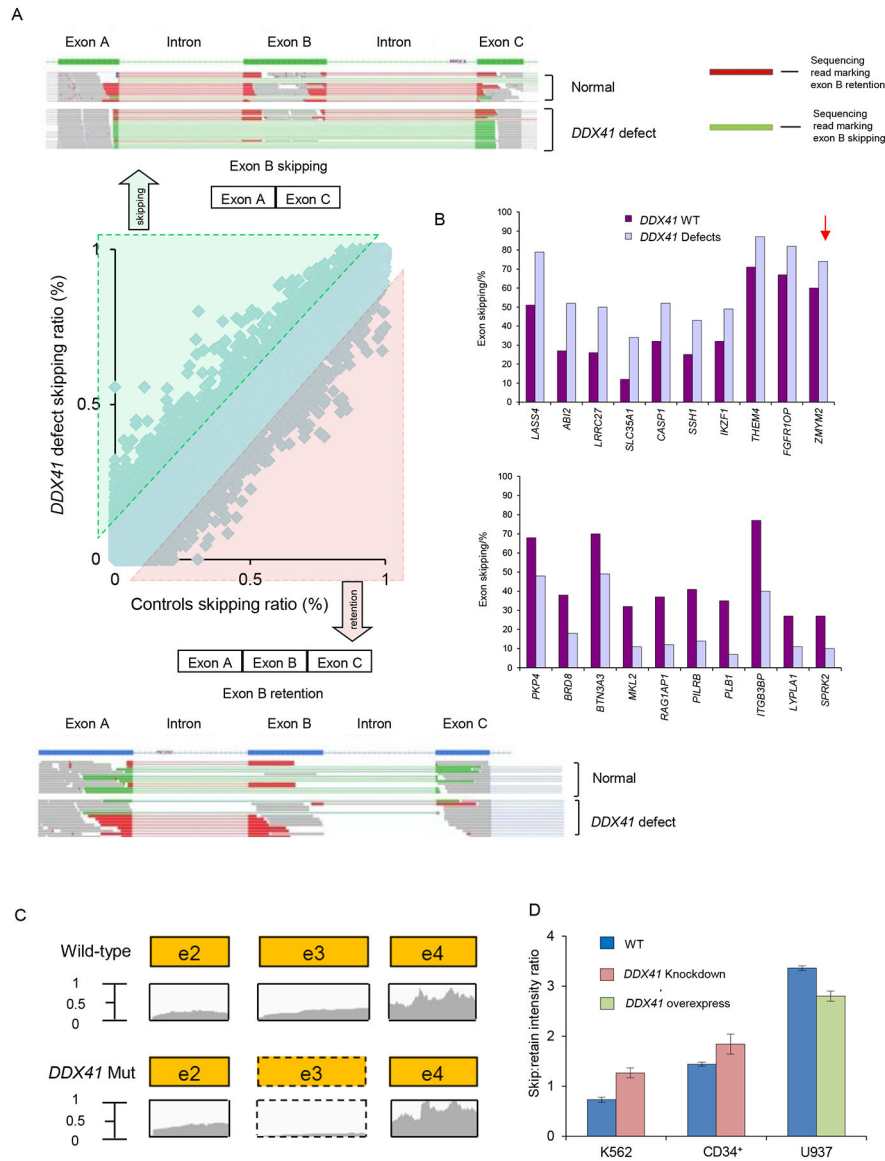 A
Exon A Intron Exon B Intron Exon C
Normal
DDX41 defect
Sequencing
read marking
exon B retention
Sequencing
read marking
exon B skipping
Exon B skipping
skipping
Exon A Exon C
DDX41 defect skipping ratio (%)
1
0.5
0
0 0.5 1
Controls skipping ratio (%)
retention
Exon A Exon B Exon C
Exon B retention
Exon A Intron Exon B Intron Exon C
Normal
DDX41 defect
B
DDX41 WT
DDX41 Defects
Exon skipping/%
100
90
80
70
60
50
40
30
20
10
0
LASS4 ABI2 LRRC27 SLC35A1 CASP1 SSH1 IKZF1 THEM4 FGFR1OP ZMYM2
Exon skipping/%
100
90
80
70
60
50
40
30
20
10
0
PKP4 BRD8 BTN3A3 MKL2 RAG1AP1 PILRB PLB1 ITGB3BP LYPLA1 SPRK2
C
Wild-type
e2 e3 e4
1
0.5
0
DDX41 Mut
e2 e3 e4
1
0.5
0
D
WT
DDX41 Knockdown
DDX41 overexpress
Skip:retain intensity ratio
4
3
2
1
0
K562 CD34+ U937